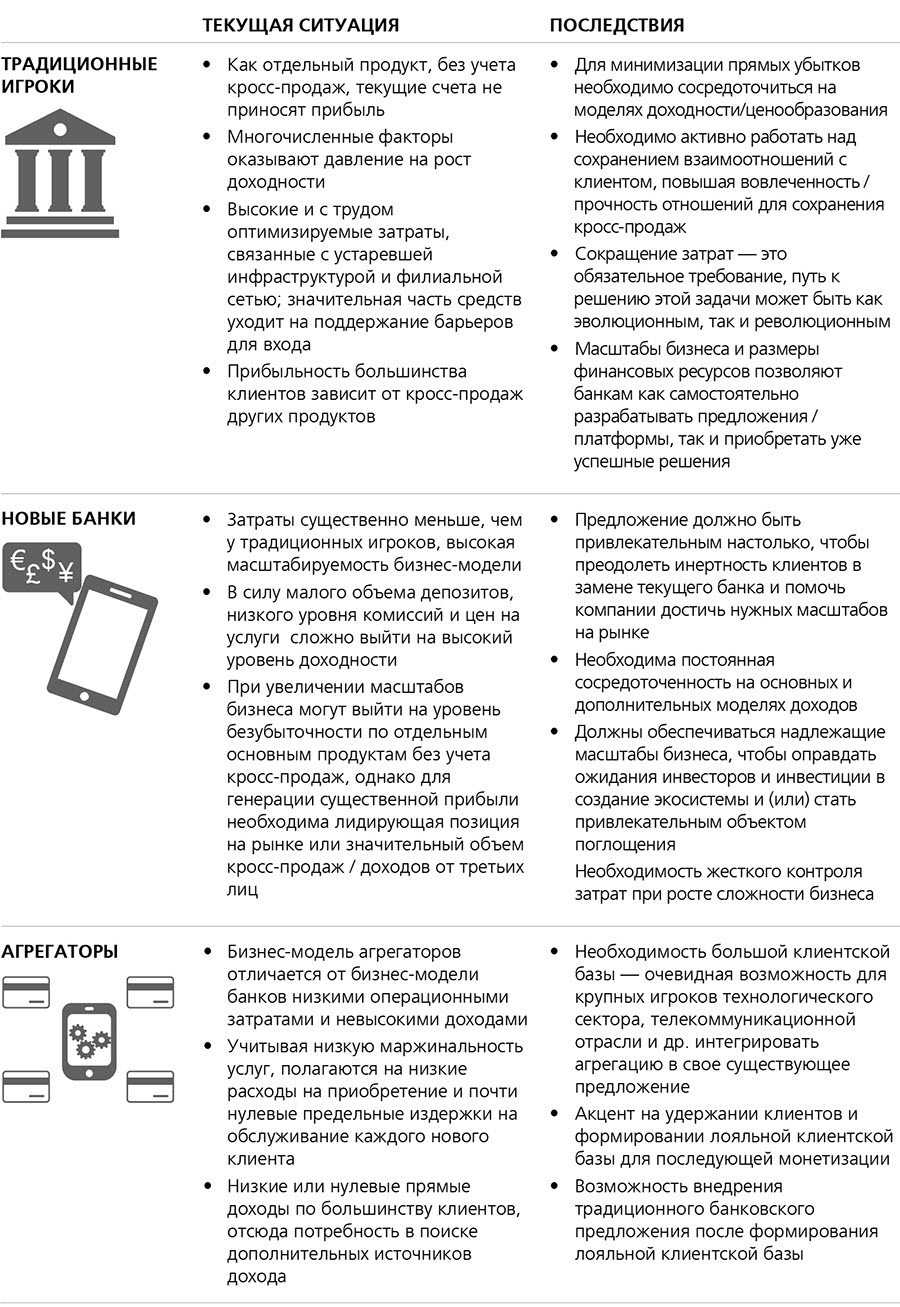 ТЕКУЩАЯ СИТУАЦИЯ
ПОСЛЕДСТВИЯ
ТРАДИЦИОННЫЕ
ИГРОКИ
• Как отдельный продукт, без учета
кросс-продаж, текущие счета не
приносят прибыль
• Многочисленные факторы
оказывают давление на рост
доходности
• Высокие и с трудом
оптимизируемые затраты,
связанные с устаревшей
инфраструктурой и филиальной
сетью; значительная часть средств
уходит на поддержание барьеров
для входа
• Прибыльность большинства
клиентов зависит от кросс-продаж
других продуктов
• Для минимизации прямых убытков
необходимо сосредоточиться на
моделях доходности/ценообразования
• Необходимо активно работать над
сохранением взаимоотношений с
клиентом, повышая вовлеченность /
прочность отношений для сохранения
кросс-продаж
• Сокращение затрат — это
обязательное требование, путь к
решению этой задачи может быть как
эволюционным, так и революционным
• Масштабы бизнеса и размеры
финансовых ресурсов позволяют
банкам как самостоятельно
разрабатывать предложения /
платформы, так и приобретать уже
успешные решения
НОВЫЕ БАНКИ
€££$¥
• Затраты существенно меньше, чем
у традиционных игроков, высокая
масштабируемость бизнес-модели
• В силу малого объема депозитов,
низкого уровня комиссий и цен на
услуги сложно выйти на высокий
уровень доходности
• При увеличении масштабов
бизнеса могут выйти на уровень
безубыточности по отдельным
основным продуктам без учета
кросс-продаж, однако для
генерации существенной прибыли
необходима лидирующая позиция
на рынке или значительный объем
кросс-продаж / доходов от третьих
лиц
• Предложение должно быть
привлекательным настолько, чтобы
преодолеть инертность клиентов в
замене текущего банка и помочь
компании достичь нужных масштабов
на рынке
• Необходима постоянная
сосредоточенность на основных и
дополнительных моделях доходов
• Должны обеспечиваться надлежащие
масштабы бизнеса, чтобы оправдать
ожидания инвесторов и инвестиции в
создание экосистемы и (или) стать
привлекательным объектом
поглощения
Необходимость жесткого контроля
затрат при росте сложности бизнеса
АГРЕГАТОРЫ
• Бизнес-модель агрегаторов
отличается от бизнес-модели
банков низкими операционными
затратами и невысокими доходами
• Учитывая низкую маржинальность
услуг, полагаются на низкие
расходы на приобретение и почти
нулевые предельные издержки на
обслуживание каждого нового
клиента
• Низкие или нулевые прямые
доходы по большинству клиентов,
отсюда потребность в поиске
дополнительных источников
дохода
• Необходимость большой клиентской
базы — очевидная возможность для
крупных игроков технологического
сектора, телекоммуникационной
отрасли и др. интегрировать
агрегацию в свое существующее
предложение
• Акцент на удержании клиентов и
формировании лояльной клиентской
базы для последующей монетизации
• Возможность внедрения
традиционного банковского
предложения после формирования
лояльной клиентской базы